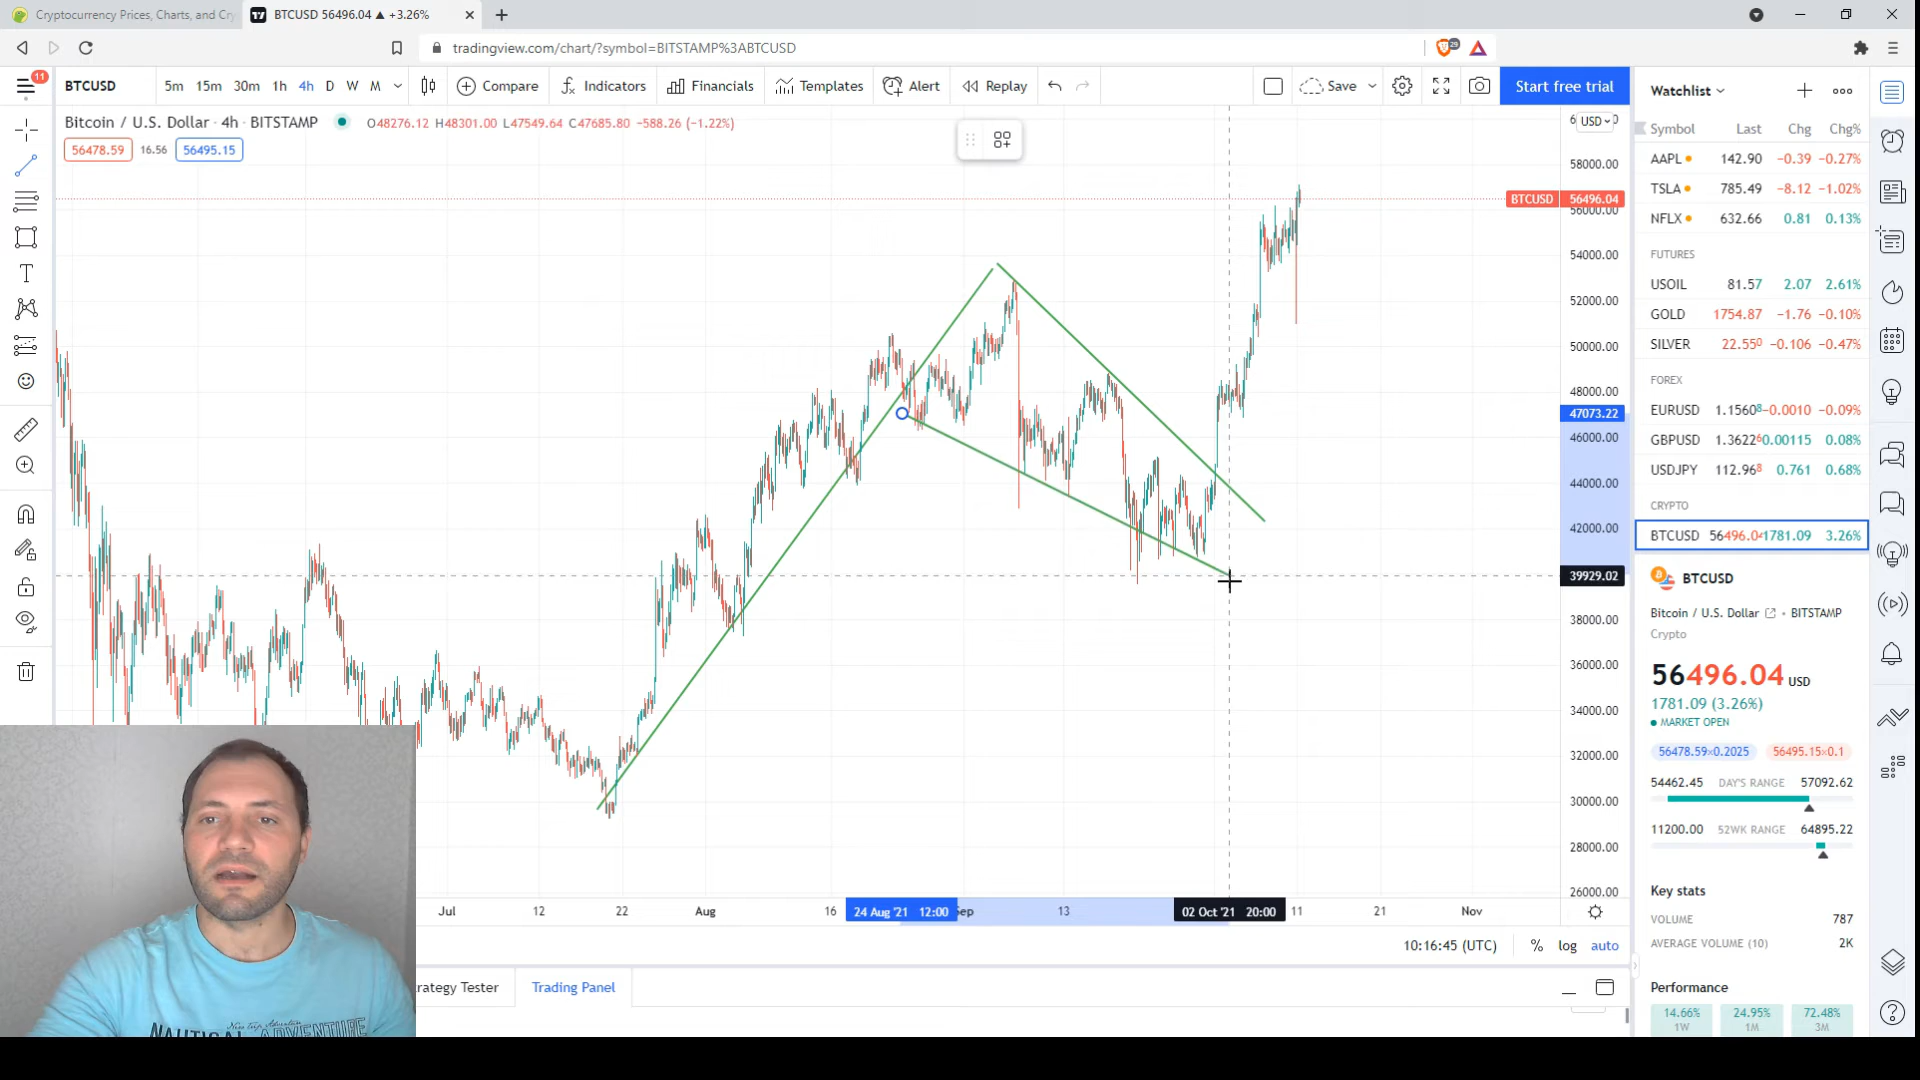 Cryptocurrency Prices, Charts, and Cry
BTCUSD 56496.04 ▲ +3.26%
tradingview.com/chart/?symbol=BITSTAMP%3ABTCUSD
29
11
BTCUSD 5m 15m 30m 1h 4h D W M Compare Indicators Financials Templates Alert Replay Save Start free trial
Bitcoin / U.S. Dollar · 4h · BITSTAMP O48276.12 H48301.00 L47549.64 C47685.80 −588.26 (−1.22%)
56478.59 16.56 56495.15
USD
58000.00
BTCUSD 56496.04
56000.00
54000.00
52000.00
50000.00
48000.00
47073.22
46000.00
44000.00
42000.00
39929.02
38000.00
36000.00
34000.00
32000.00
30000.00
28000.00
26000.00
Jul 12 22 Aug 16 24 Aug '21 12:00 Sep 13 02 Oct '21 20:00 11 21 Nov
10:16:45 (UTC) % log auto
rategy Tester Trading Panel
Watchlist
Symbol Last Chg Chg%
AAPL 142.90 −0.39 −0.27%
TSLA 785.49 −8.12 −1.02%
NFLX 632.66 0.81 0.13%
FUTURES
USOIL 81.57 2.07 2.61%
GOLD 1754.87 −1.76 −0.10%
SILVER 22.550 −0.106 −0.47%
FOREX
EURUSD 1.15608 −0.0010 −0.09%
GBPUSD 1.36226 0.00115 0.08%
USDJPY 112.968 0.761 0.68%
CRYPTO
BTCUSD 56496.04 1781.09 3.26%
BTCUSD
Bitcoin / U.S. Dollar • BITSTAMP
Crypto
56496.04 USD
1781.09 (3.26%)
MARKET OPEN
56478.59×0.2025 56495.15×0.1
54462.45 DAY'S RANGE 57092.62
11200.00 52WK RANGE 64895.22
Key stats
VOLUME 787
AVERAGE VOLUME (10) 2K
Performance
14.66% 24.95% 72.48%
1W 1M 3M
NAUTICAL ADVENTURE